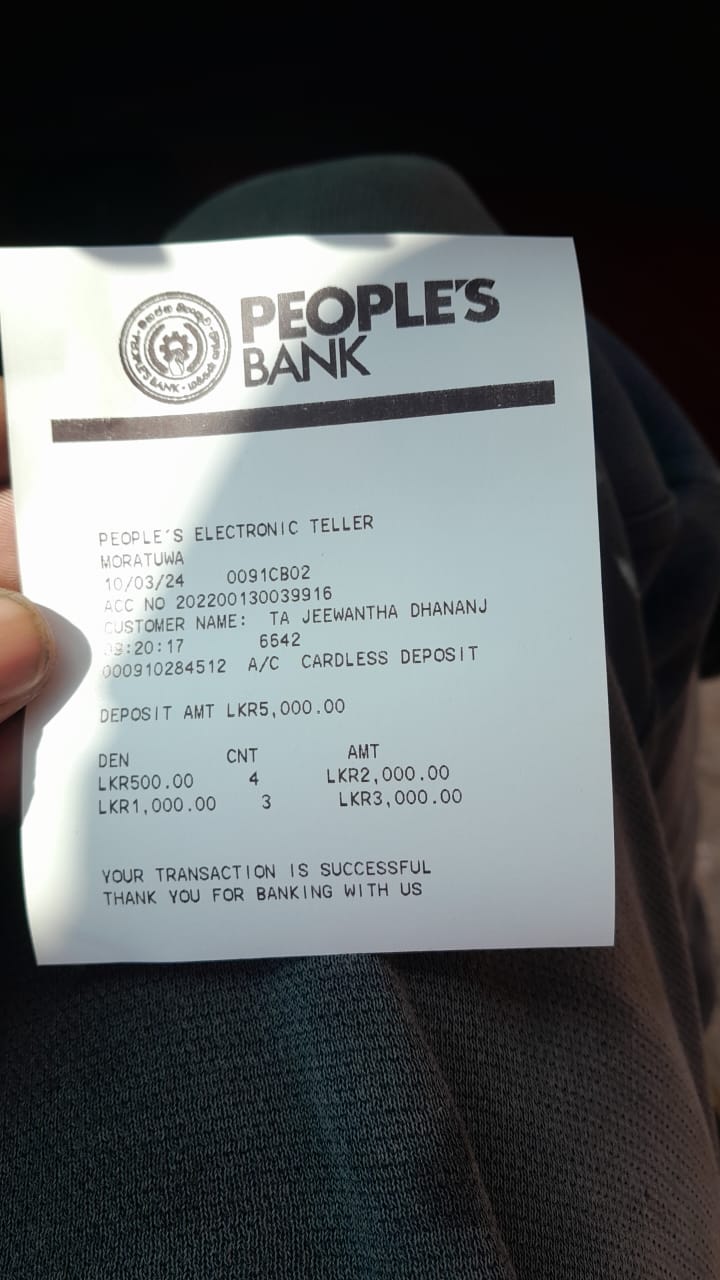 PEOPLE'S
BANK
PEOPLE'S BANK
PEOPLE'S ELECTRONIC TELLER
MORATUWA
10/03/24 0091CB02
ACC NO 202200130039916
CUSTOMER NAME: TA JEEWANTHA DHANANJ
:20:17 6642
000910284512 A/C CARDLESS DEPOSIT
DEPOSIT AMT LKR5,000.00
DEN CNT AMT
LKR500.00 4 LKR2,000.00
LKR1,000.00 3 LKR3,000.00
YOUR TRANSACTION IS SUCCESSFUL
THANK YOU FOR BANKING WITH US